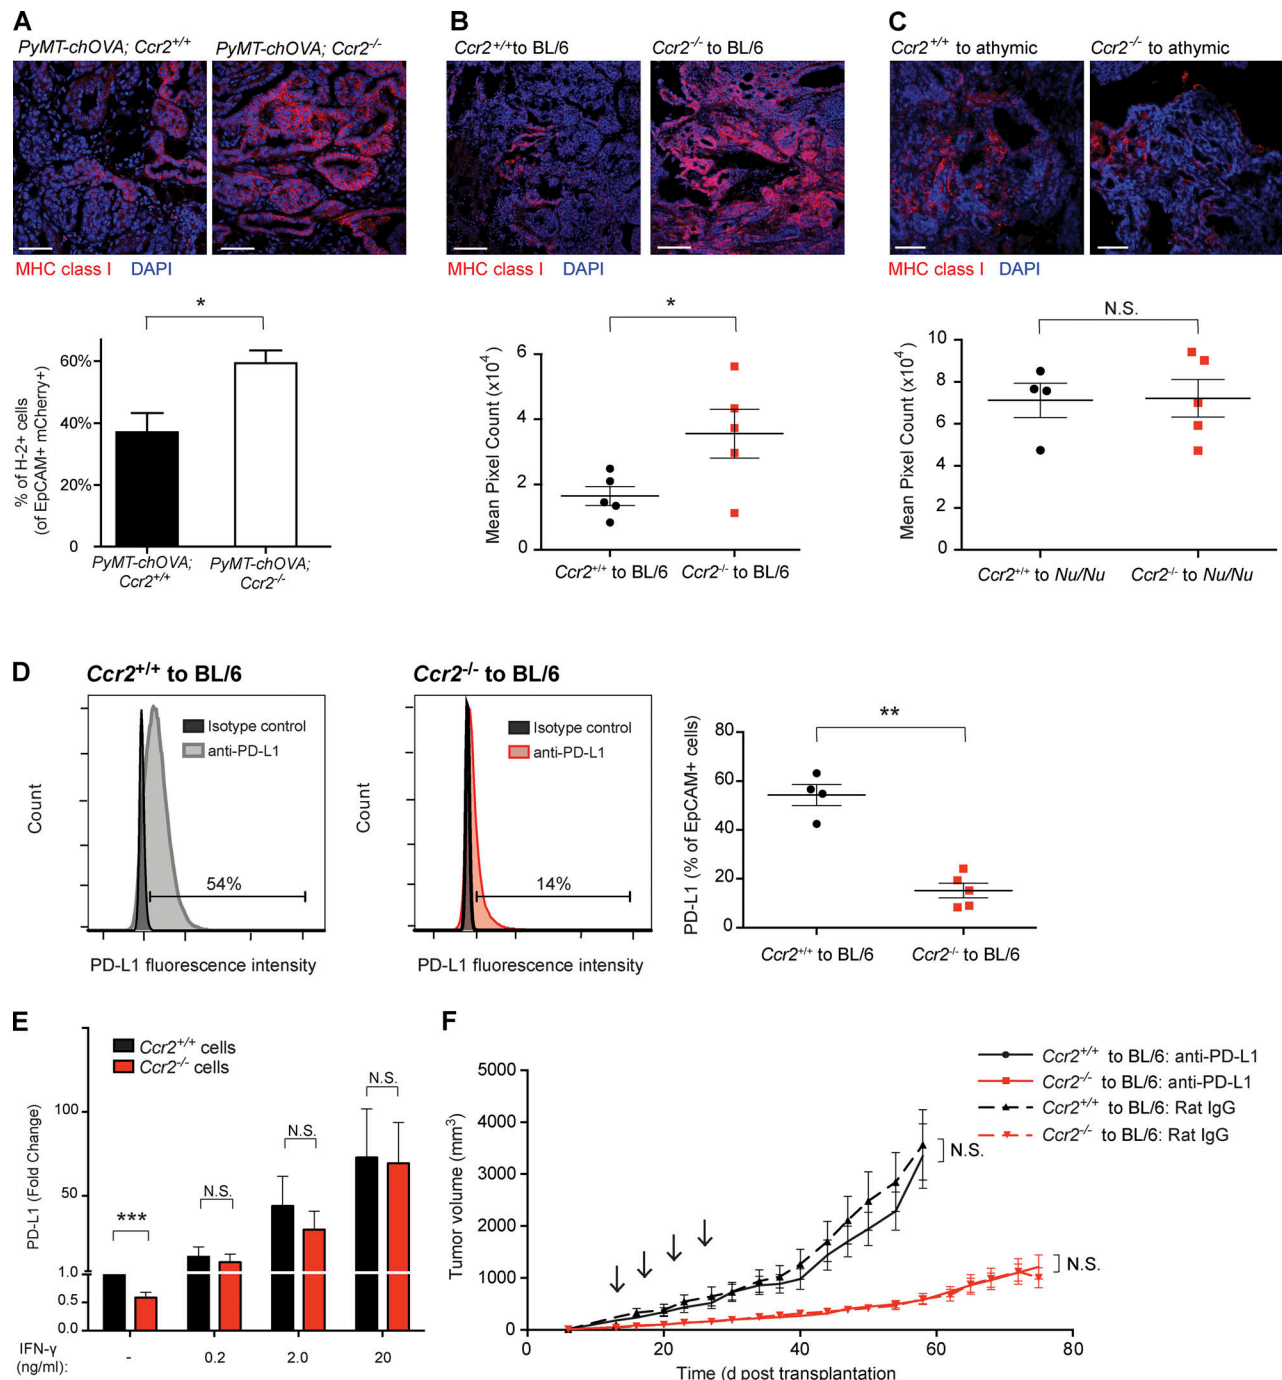 A
PyMT-chOVA; Ccr2+/+ PyMT-chOVA; Ccr2-/-
MHC class I DAPI
*
% of H-2+ cells
(of EpCAM+ mCherry+)
60%
40%
20%
0
PyMT-chOVA;
Ccr2+/+
PyMT-chOVA;
Ccr2-/-
B
Ccr2+/+to BL/6 Ccr2-/- to BL/6
MHC class I DAPI
*
Mean Pixel Count (x10⁴)
6
4
2
0
Ccr2+/+ to BL/6 Ccr2-/- to BL/6
C
Ccr2+/+ to athymic Ccr2-/- to athymic
MHC class I DAPI
N.S.
Mean Pixel Count (x10⁴)
10
8
6
4
2
0
Ccr2+/+ to Nu/Nu Ccr2-/- to Nu/Nu
D
Ccr2+/+ to BL/6
Isotype control
anti-PD-L1
Count
54%
PD-L1 fluorescence intensity
Ccr2-/- to BL/6
Isotype control
anti-PD-L1
Count
14%
PD-L1 fluorescence intensity
**
PD-L1 (% of EpCAM+ cells)
80
60
40
20
0
Ccr2+/+ to BL/6 Ccr2-/- to BL/6
E
Ccr2+/+ cells
Ccr2-/- cells
PD-L1 (Fold Change)
100
50
1.0
0.5
0.0
***
N.S.
N.S.
N.S.
IFN-γ
(ng/ml):
- 0.2 2.0 20
F
Ccr2+/+ to BL/6: anti-PD-L1
Ccr2-/- to BL/6: anti-PD-L1
Ccr2+/+ to BL/6: Rat IgG
Ccr2-/- to BL/6: Rat IgG
Tumor volume (mm³)
5000
4000
3000
2000
1000
0
N.S.
N.S.
0 20 40 60 80
Time (d post transplantation